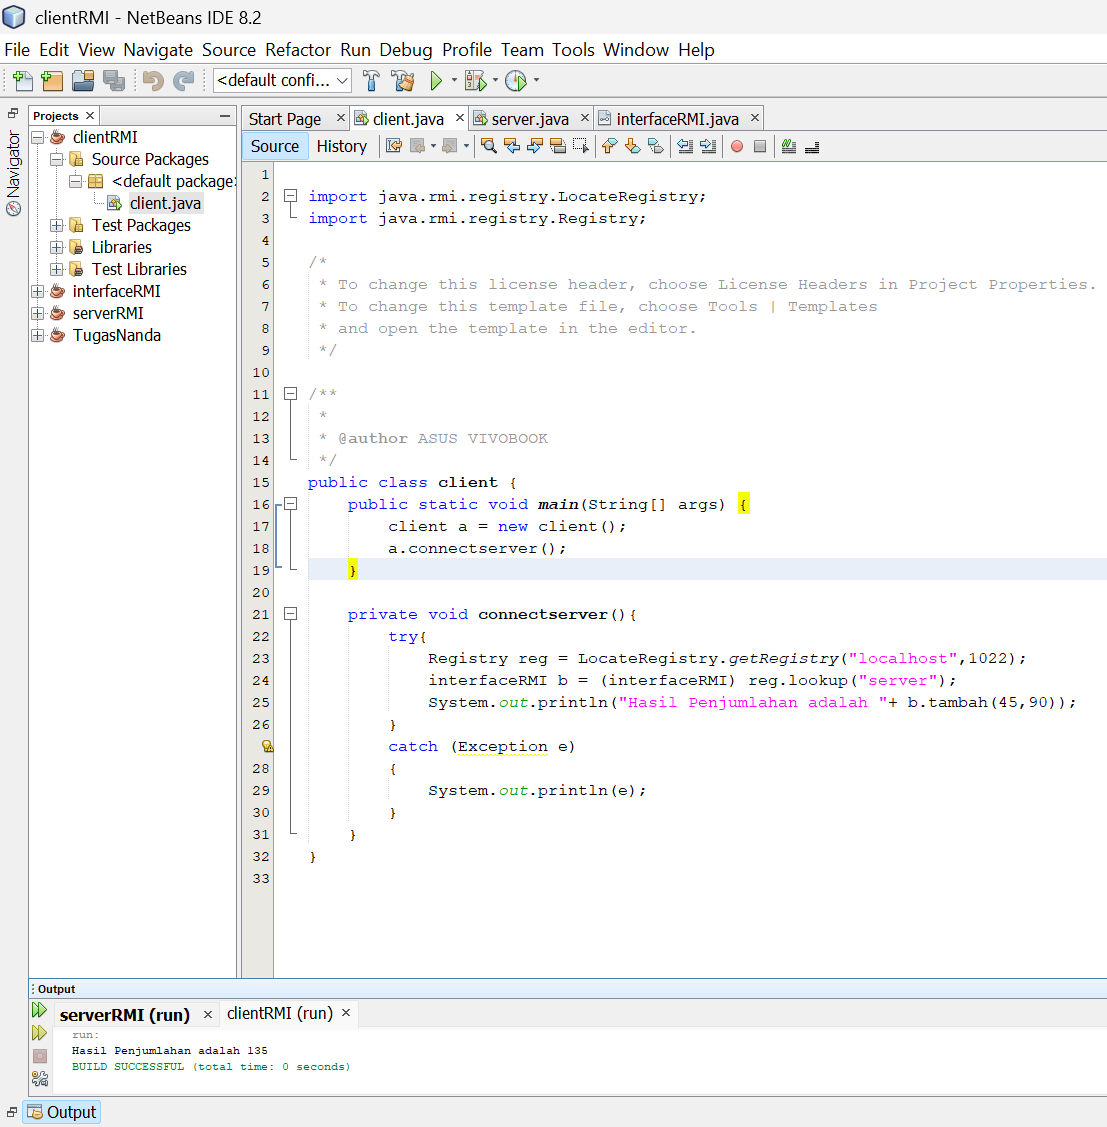 clientRMI - NetBeans IDE 8.2
File Edit View Navigate Source Refactor Run Debug Profile Team Tools Window Help
<default confi...
Navigator
Projects
clientRMI
Source Packages
<default package>
client.java
Test Packages
Libraries
Test Libraries
interfaceRMI
serverRMI
TugasNanda
Start Page client.java server.java interfaceRMI.java
Source History
1
2 import java.rmi.registry.LocateRegistry;
3 import java.rmi.registry.Registry;
4
5 /*
6 * To change this license header, choose License Headers in Project Properties.
7 * To change this template file, choose Tools | Templates
8 * and open the template in the editor.
9 */
10
11 /**
12 *
13 * @author ASUS VIVOBOOK
14 */
15 public class client {
16 public static void main(String[] args) {
17 client a = new client();
18 a.connectserver();
19 }
20
21 private void connectserver(){
22 try{
23 Registry reg = LocateRegistry.getRegistry("localhost",1022);
24 interfaceRMI b = (interfaceRMI) reg.lookup("server");
25 System.out.println("Hasil Penjumlahan adalah "+ b.tambah(45,90));
26 }
catch (Exception e)
28 {
29 System.out.println(e);
30 }
31 }
32 }
33
Output
serverRMI (run) clientRMI (run)
run:
Hasil Penjumlahan adalah 135
BUILD SUCCESSFUL (total time: 0 seconds)
Output